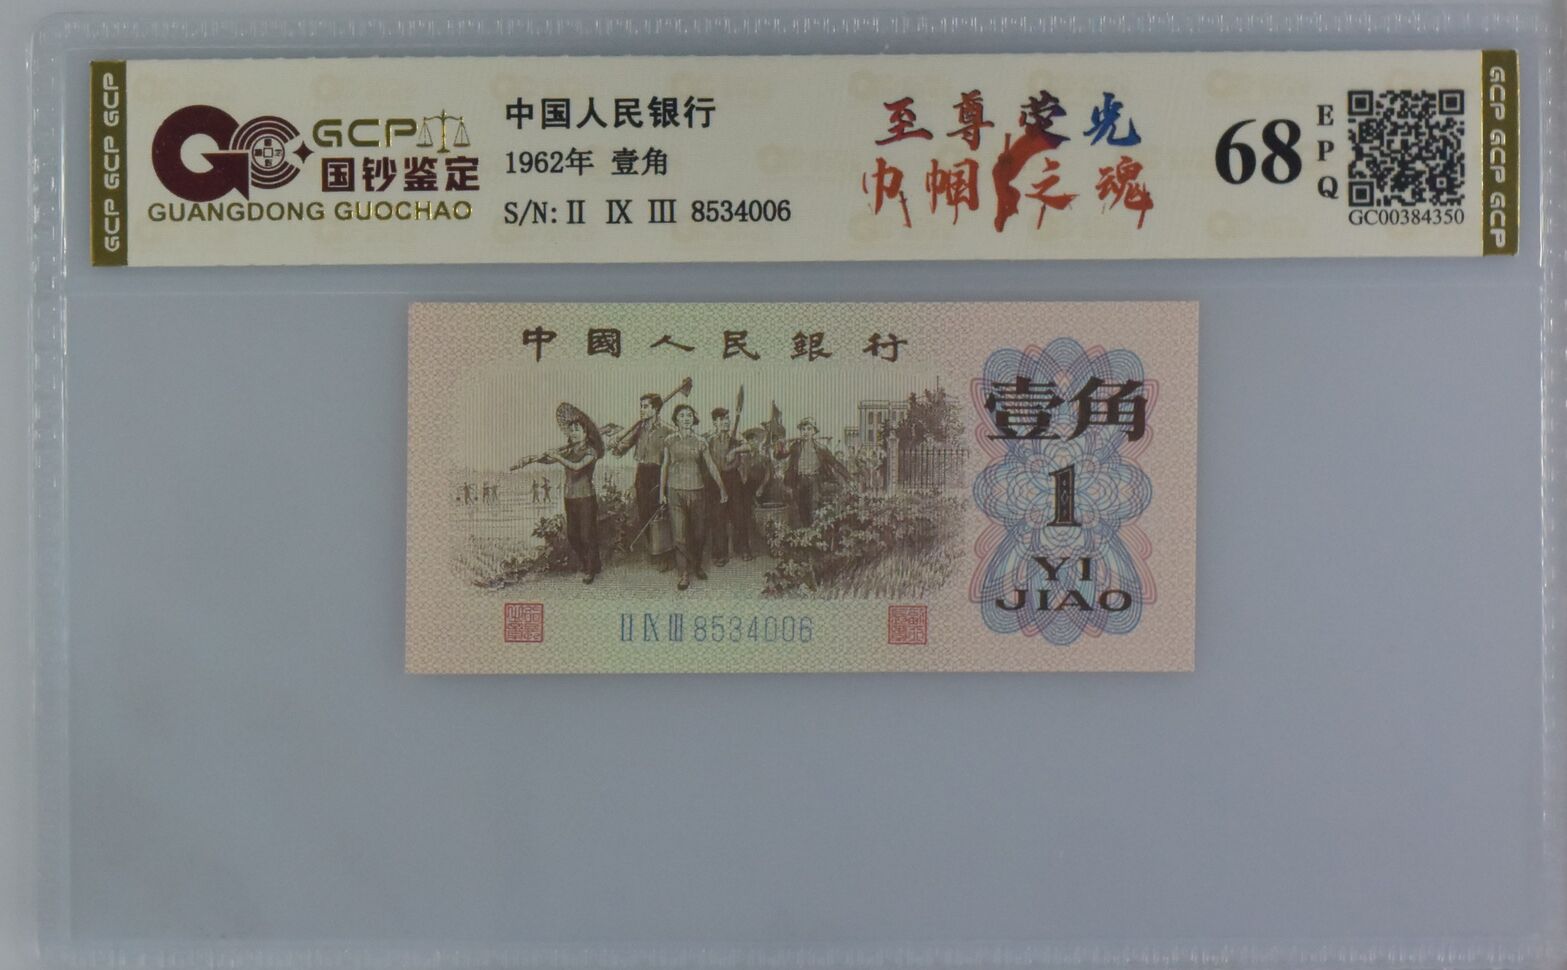 GCP GCP GCP
GCP
国钞鉴定
GUANGDONG GUOCHAO
中国人民银行
1962年 壹角
S/N: II IX III 8534006
至尊荧光
巾帼之魂
68
EPQ
GC00384350
GCP GCP GCP
中國人民銀行
壹角
1
YI
JIAO
II IX III 8534006